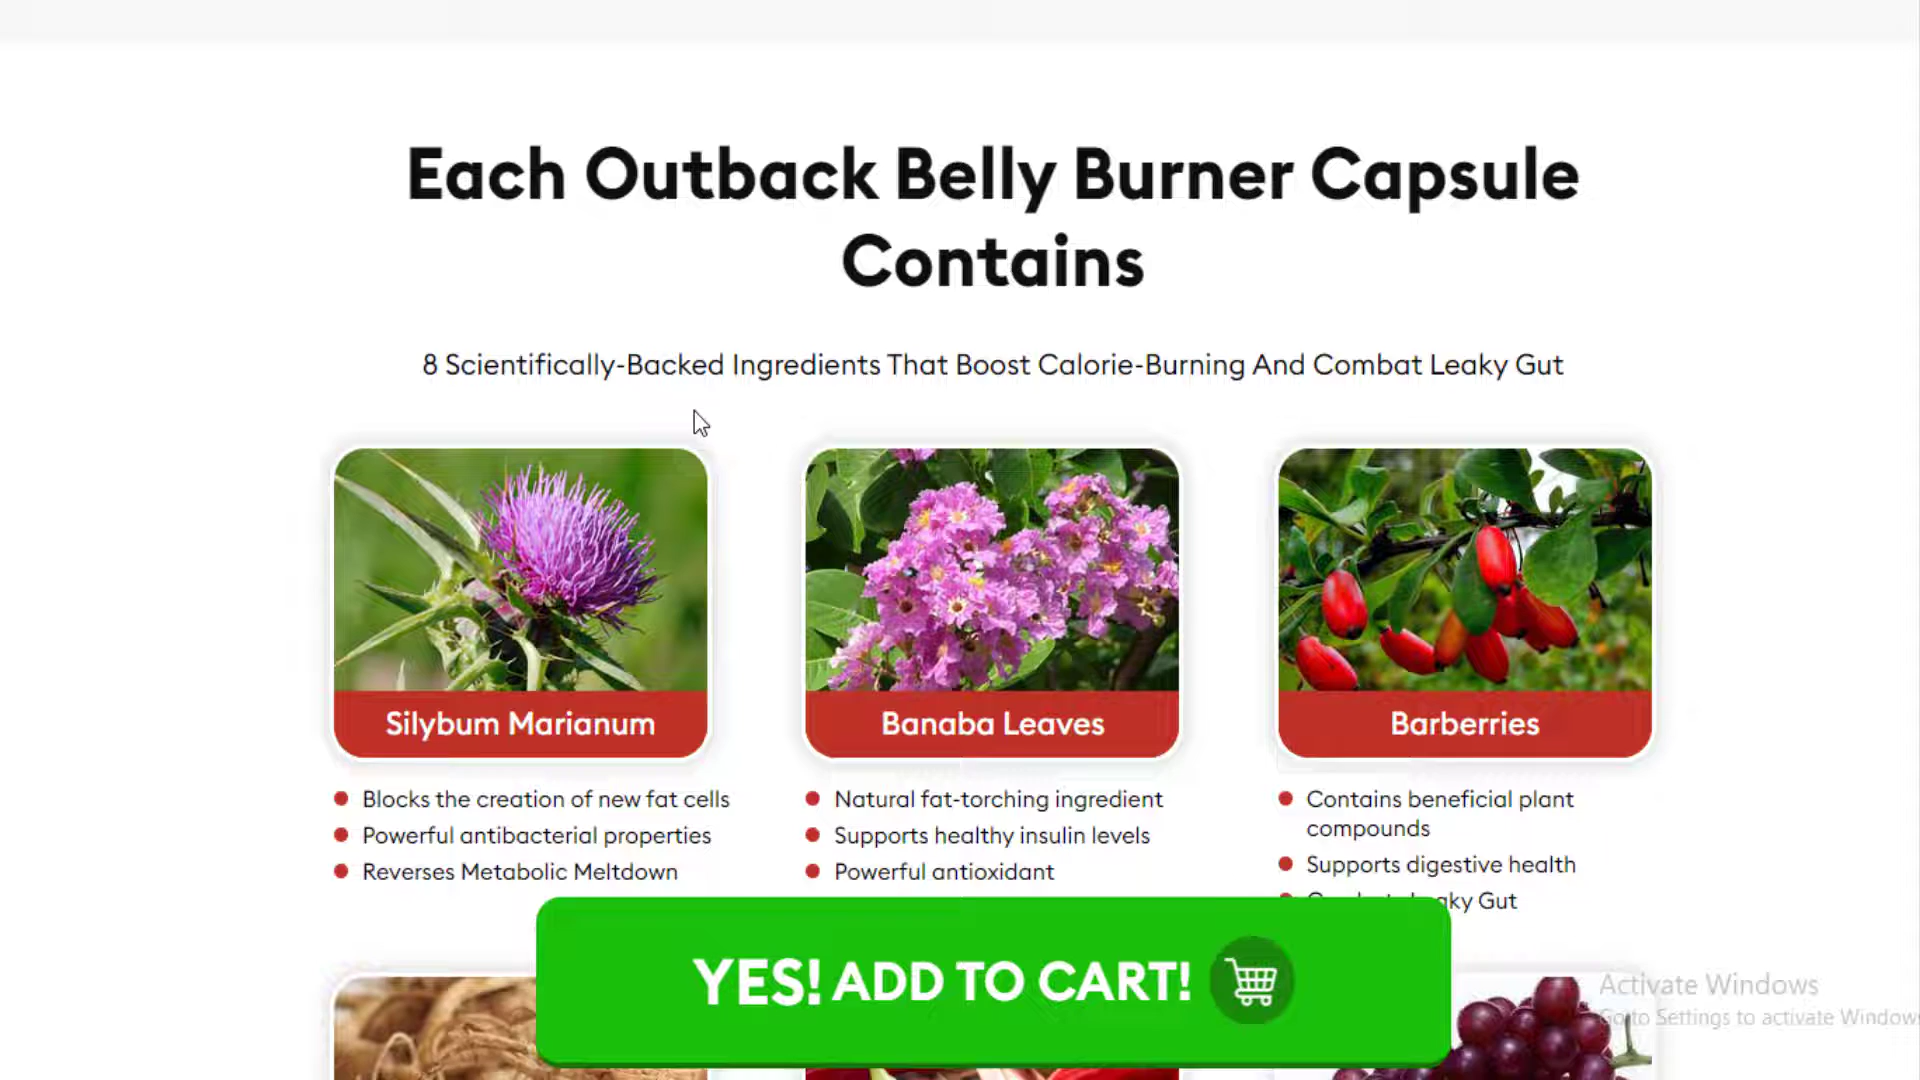 Each Outback Belly Burner Capsule
Contains
8 Scientifically-Backed Ingredients That Boost Calorie-Burning And Combat Leaky Gut
Silybum Marianum
Blocks the creation of new fat cells
Powerful antibacterial properties
Reverses Metabolic Meltdown
Banaba Leaves
Natural fat-torching ingredient
Supports healthy insulin levels
Powerful antioxidant
Barberries
Contains beneficial plant
compounds
Supports digestive health
Gut
YES! ADD TO CART!
Activate Windows
Go to Settings to activate Windows